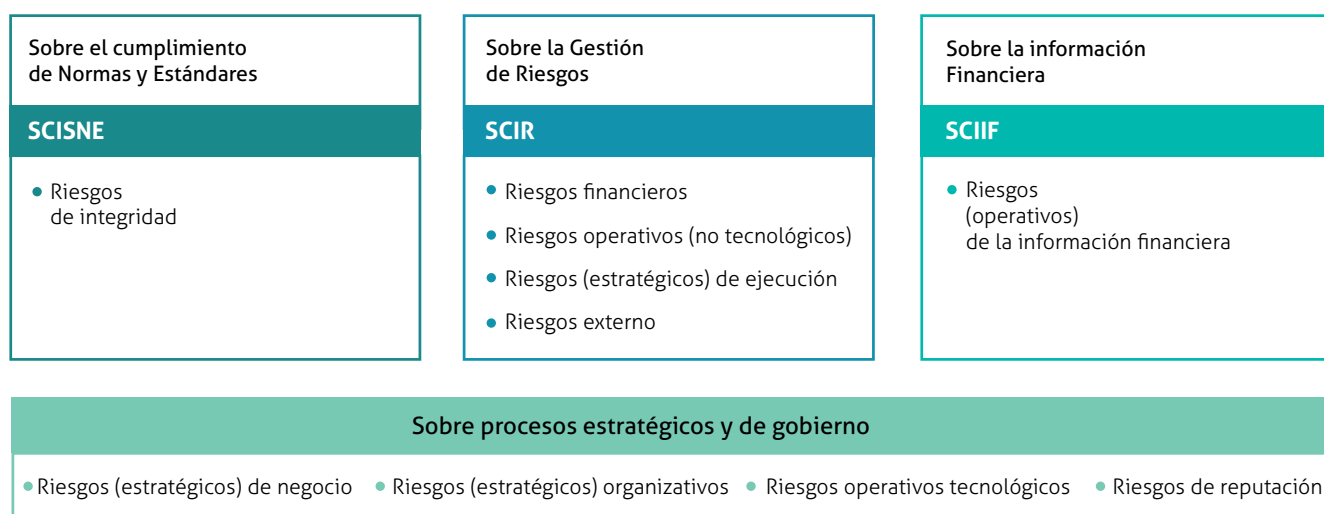 Sobre el cumplimiento
de Normas y Estándares
SCISNE
• Riesgos
de integridad
Sobre la Gestión
de Riesgos
SCIR
• Riesgos financieros
• Riesgos operativos (no tecnológicos)
• Riesgos (estratégicos) de ejecución
• Riesgos externo
Sobre la información
Financiera
SCIIF
• Riesgos
(operativos)
de la información financiera
Sobre procesos estratégicos y de gobierno
• Riesgos (estratégicos) de negocio • Riesgos (estratégicos) organizativos • Riesgos operativos tecnológicos • Riesgos de reputación